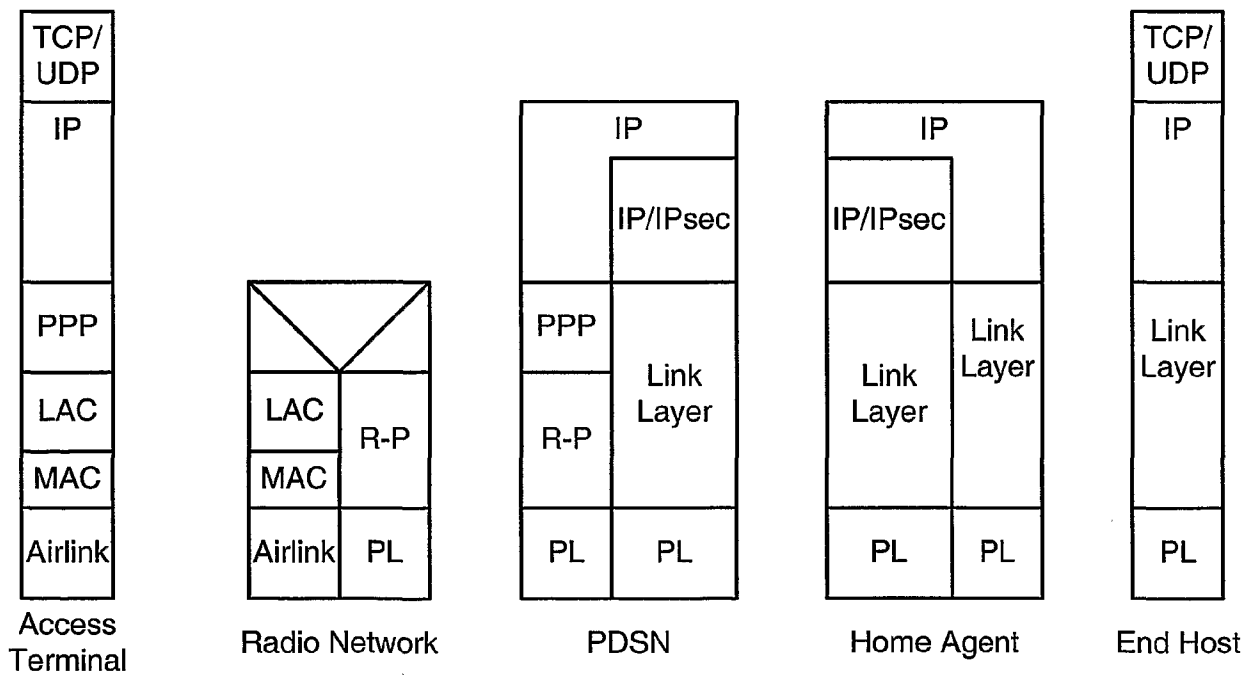 TCP/
UDP
IP
PPP
LAC
MAC
Airlink
Access
Terminal
LAC
MAC
Airlink
R-P
PL
Radio Network
IP
IP/IPsec
PPP
R-P
Link
Layer
PL
PL
PDSN
IP
IP/IPsec
Link
Layer
Link
Layer
PL
PL
Home Agent
TCP/
UDP
IP
Link
Layer
PL
End Host